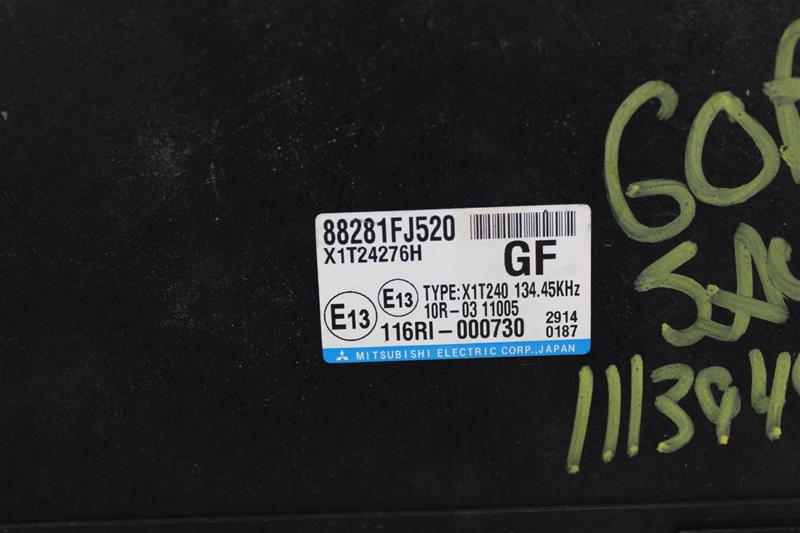 88281FJ520
X1T24276H
GF
E13 E13 TYPE:X1T240 134.45KHz
10R-03 11005
116RI-000730
2914
0187
MITSUBISHI ELECTRIC CORP., JAPAN